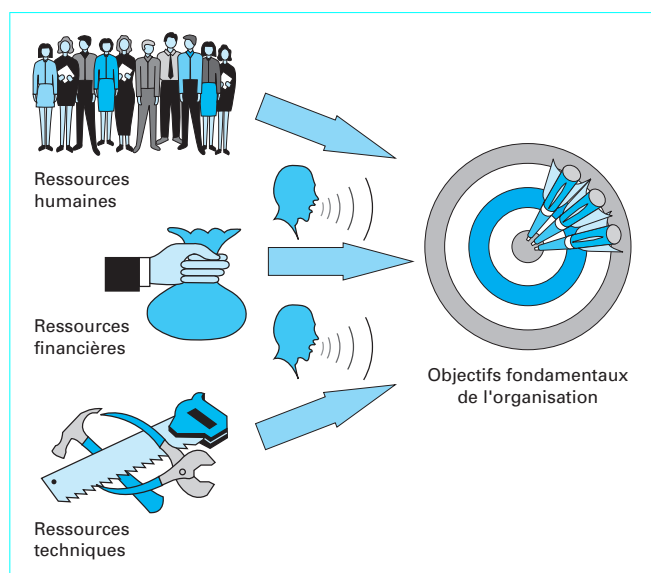 Ressources
humaines
Ressources
financières
Objectifs fondamentaux
de l'organisation
Ressources
techniques